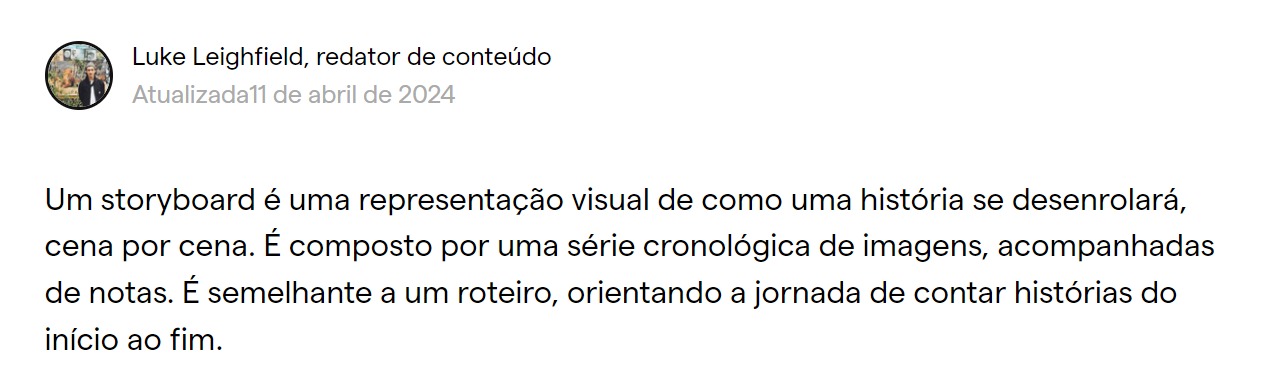 Luke Leighfield, redator de conteúdo
Atualizada11 de abril de 2024
Um storyboard é uma representação visual de como uma história se desenrolará,
cena por cena. É composto por uma série cronológica de imagens, acompanhadas
de notas. É semelhante a um roteiro, orientando a jornada de contar histórias do
início ao fim.